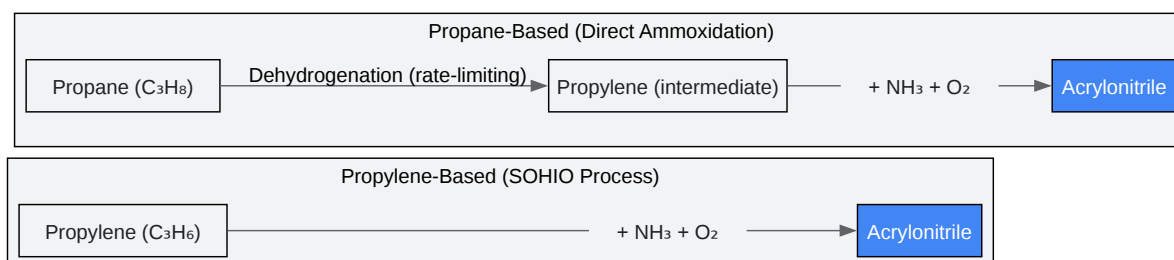 Propane-Based (Direct Ammoxidation)
Propane (C₃H₈)
Dehydrogenation (rate-limiting)
Propylene (intermediate)
+ NH₃ + O₂
Acrylonitrile
Propylene-Based (SOHIO Process)
Propylene (C₃H₆)
+ NH₃ + O₂
Acrylonitrile